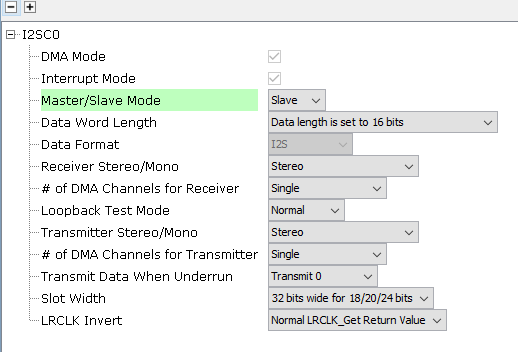 I2SC0
DMA Mode
Interrupt Mode
Master/Slave Mode Slave
Data Word Length Data length is set to 16 bits
Data Format I2S
Receiver Stereo/Mono Stereo
# of DMA Channels for Receiver Single
Loopback Test Mode Normal
Transmitter Stereo/Mono Stereo
# of DMA Channels for Transmitter Single
Transmit Data When Underrun Transmit 0
Slot Width 32 bits wide for 18/20/24 bits
LRCLK Invert Normal LRCLK_Get Return Value